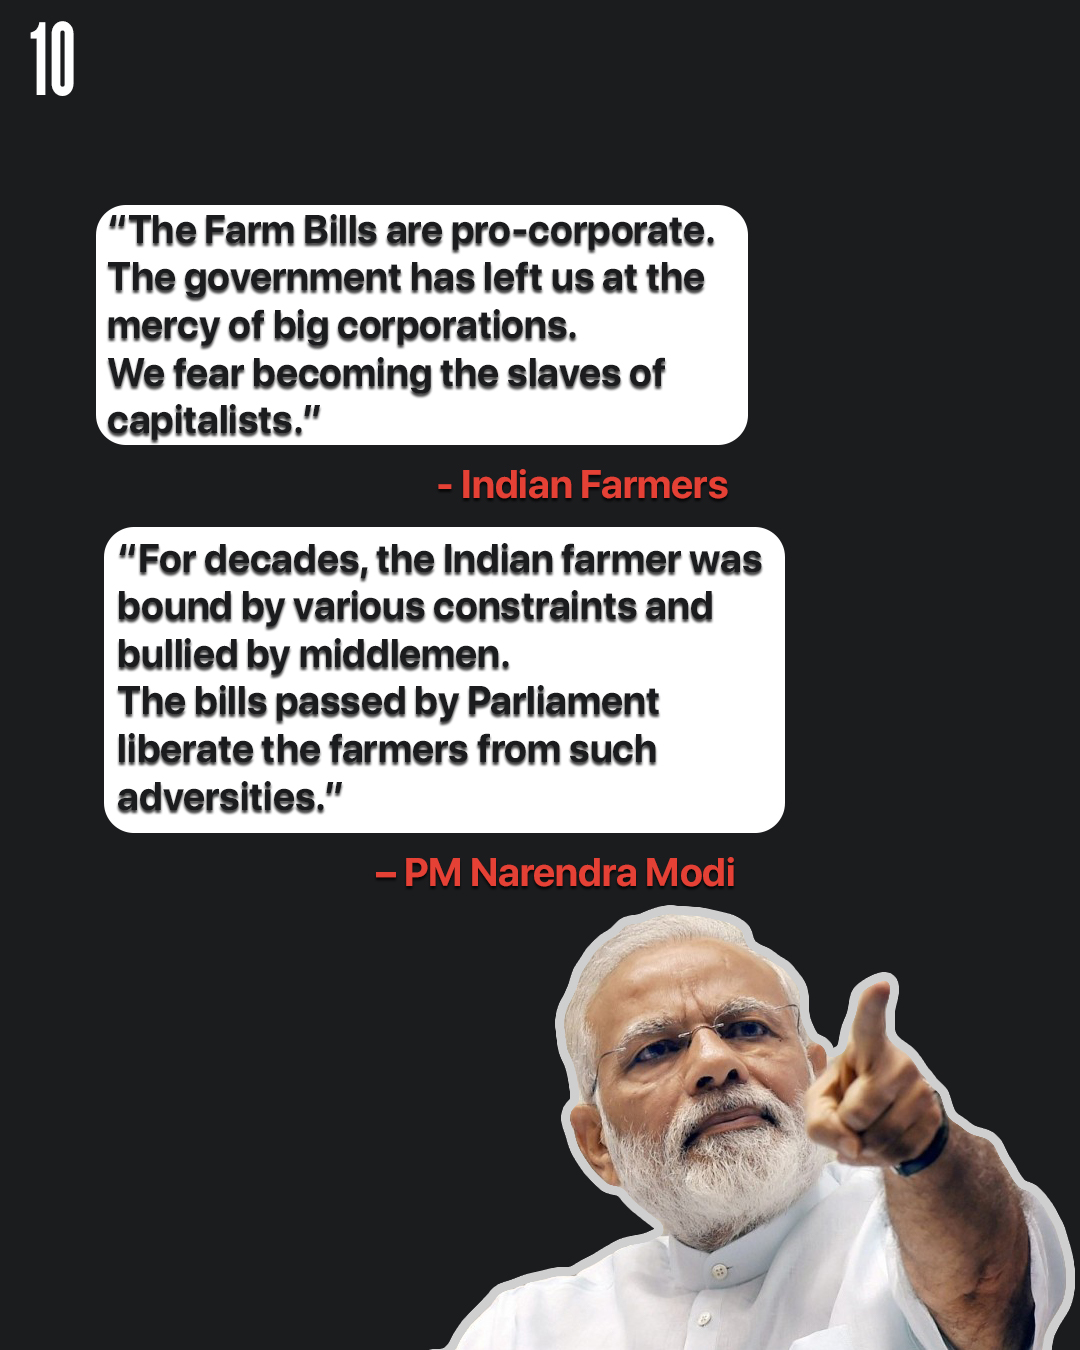 10
“The Farm Bills are pro-corporate.
The government has left us at the
mercy of big corporations.
We fear becoming the slaves of
capitalists.”
- Indian Farmers
“For decades, the Indian farmer was
bound by various constraints and
bullied by middlemen.
The bills passed by Parliament
liberate the farmers from such
adversities.”
– PM Narendra Modi